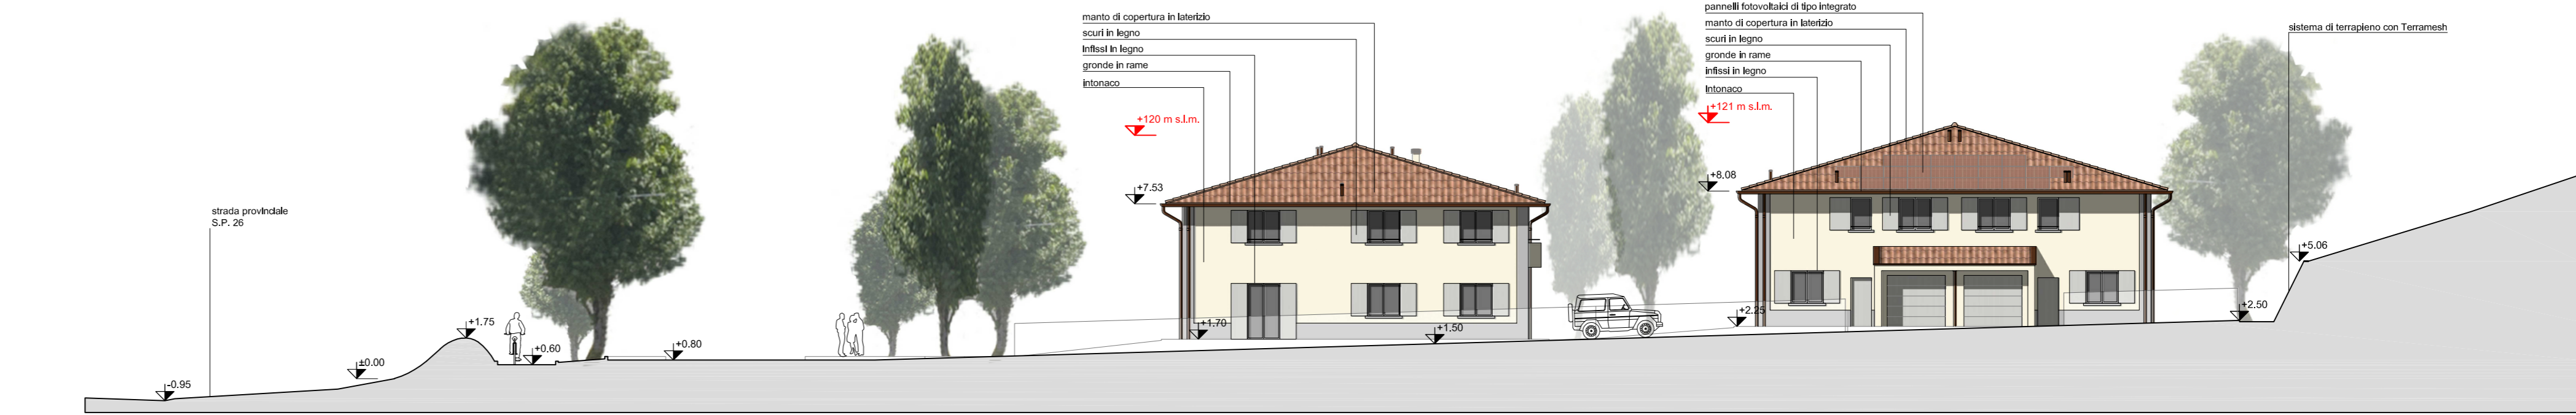 strada provinciale
S.P. 26
-0.95
±0.00
+1.75
+0.60
+0.80
manto di copertura in laterizio
scuri in legno
Infissi in legno
gronde in rame
intonaco
+120 m s.l.m.
+7.53
+1.70
+1.50
pannelli fotovoltaici di tipo integrato
manto di copertura in laterizio
scuri in legno
gronde in rame
infissi in legno
Intonaco
+121 m s.l.m.
+8.08
+2.25
sistema di terrapieno con Terramesh
+5.06
+2.50